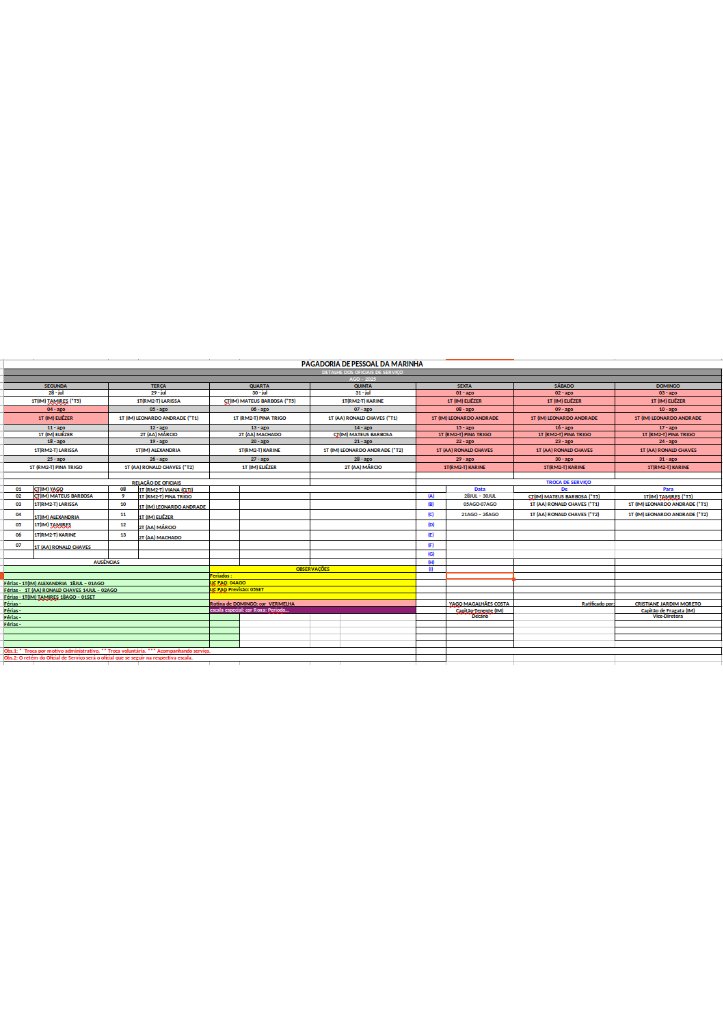 PAGADORIA DE PESSOAL DA MARINHA
DETALHE DOS OFICIAIS DE SERVIÇO
AGO - 2025
SEGUNDA TERÇA QUARTA QUINTA SEXTA SÁBADO DOMINGO
28 - jul 29 - jul 30 - jul 31 - jul 01 - ago 02 - ago 03 - ago
1T(IM) TAMIRES (*T3) 1T(RM2-T) LARISSA CT(IM) MATEUS BARBOSA (*T3) 1T(RM2-T) KARINE 1T (IM) ELIÉZER 1T (IM) ELIÉZER 1T (IM) ELIÉZER
04 - ago 05 - ago 06 - ago 07 - ago 08 - ago 09 - ago 10 - ago
1T (IM) ELIÉZER 1T (IM) LEONARDO ANDRADE (*T1) 1T (RM2-T) PINA TRIGO 1T (AA) RONALD CHAVES (*T1) 1T (IM) LEONARDO ANDRADE 1T (IM) LEONARDO ANDRADE 1T (IM) LEONARDO ANDRADE
11 - ago 12 - ago 13 - ago 14 - ago 15 - ago 16 - ago 17 - ago
1T (IM) ELIÉZER 2T (AA) MÁRCIO 2T (AA) MACHADO CT(IM) MATEUS BARBOSA 1T (RM2-T) PINA TRIGO 1T (RM2-T) PINA TRIGO 1T (RM2-T) PINA TRIGO
18 - ago 19 - ago 20 - ago 21 - ago 22 - ago 23 - ago 24 - ago
1T(RM2-T) LARISSA 1T(IM) ALEXANDRIA 1T(RM2-T) KARINE 1T (IM) LEONARDO ANDRADE (*T2) 1T (AA) RONALD CHAVES 1T (AA) RONALD CHAVES 1T (AA) RONALD CHAVES
25 - ago 26 - ago 27 - ago 28 - ago 29 - ago 30 - ago 31 - ago
1T (RM2-T) PINA TRIGO 1T (AA) RONALD CHAVES (*T2) 1T (IM) ELIÉZER 2T (AA) MÁRCIO 1T(RM2-T) KARINE 1T(RM2-T) KARINE 1T(RM2-T) KARINE
RELAÇÃO DE OFICIAIS TROCA DE SERVIÇO
01 CT(IM) YAGO 08 1T (RM2-T) VIANA (CTI) Data De Para
02 CT(IM) MATEUS BARBOSA 9 1T (RM2-T) PINA TRIGO (A) 28JUL - 30JUL CT(IM) MATEUS BARBOSA (*T3) 1T(IM) TAMIRES (*T3)
03 1T(RM2-T) LARISSA 10 1T (IM) LEONARDO ANDRADE (B) 05AGO-07AGO 1T (AA) RONALD CHAVES (*T1) 1T (IM) LEONARDO ANDRADE (*T1)
04 1T(IM) ALEXANDRIA 11 1T (IM) ELIÉZER (C) 21AGO - 26AGO 1T (AA) RONALD CHAVES (*T2) 1T (IM) LEONARDO ANDRADE (*T2)
05 1T(IM) TAMIRES 12 2T (AA) MÁRCIO (D)
06 1T(RM2-T) KARINE 13 2T (AA) MACHADO (E)
07 1T (AA) RONALD CHAVES (F)
(G)
AUSÊNCIAS (H)
OBSERVAÇÕES (I)
Feriados :
Férias - 1T(IM) ALEXANDRIA 18JUL - 01AGO UC PAO: 04AGO
Férias - 1T (AA) RONALD CHAVES 14JUL - 02AGO UC PAO Previsão: 05SET
Férias - 1T(IM) TAMIRES 18AGO - 01SET
Férias - Rotina de DOMINGO: cor VERMELHA YAGO MAGALHÃES COSTA Ratificado por: CRISTIANE JARDIM MORETO
Férias - escala especial: cor Roxa: Período... Capitão-Tenente (IM) Capitão de Fragata (IM)
Férias - Decano Vice-Diretora
Férias -
Obs.1: * Troca por motivo administrativo. ** Troca voluntária. *** Acompanhando serviço.
Obs.2: O retém do Oficial de Serviço será o oficial que se seguir na respectiva escala.